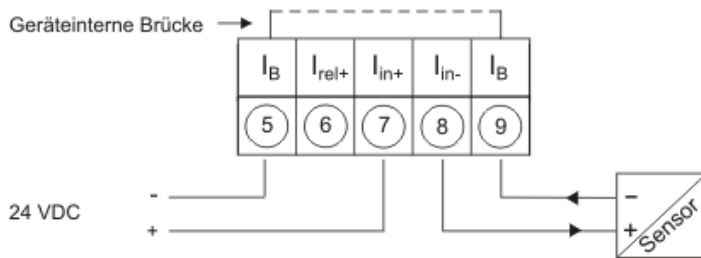 Geräteinterne Brücke
I_B I_rel+ I_in+ I_in- I_B
5 6 7 8 9
24 VDC
- -
+ +
Sensor